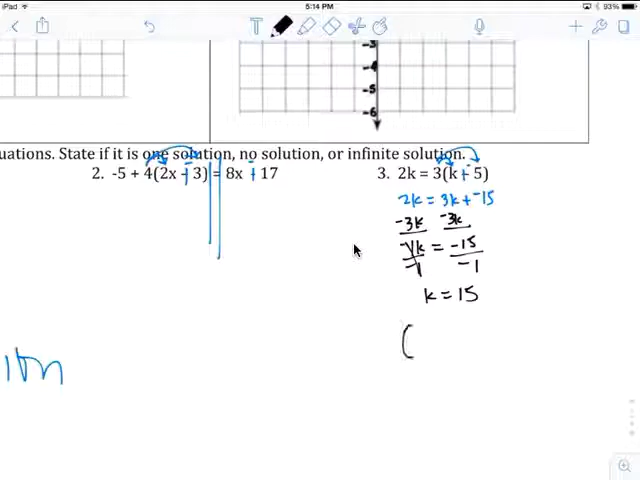 iPad
5:14 PM
93%
T
-3
-4
-5
-6
uations. State if it is one solution, no solution, or infinite solution.
2. -5 + 4(2x - 3) = 8x - 17
3. 2k = 3(k - 5)
2k = 3k + -15
-3k -3k
-1k = -15
-1 -1
k = 15
(